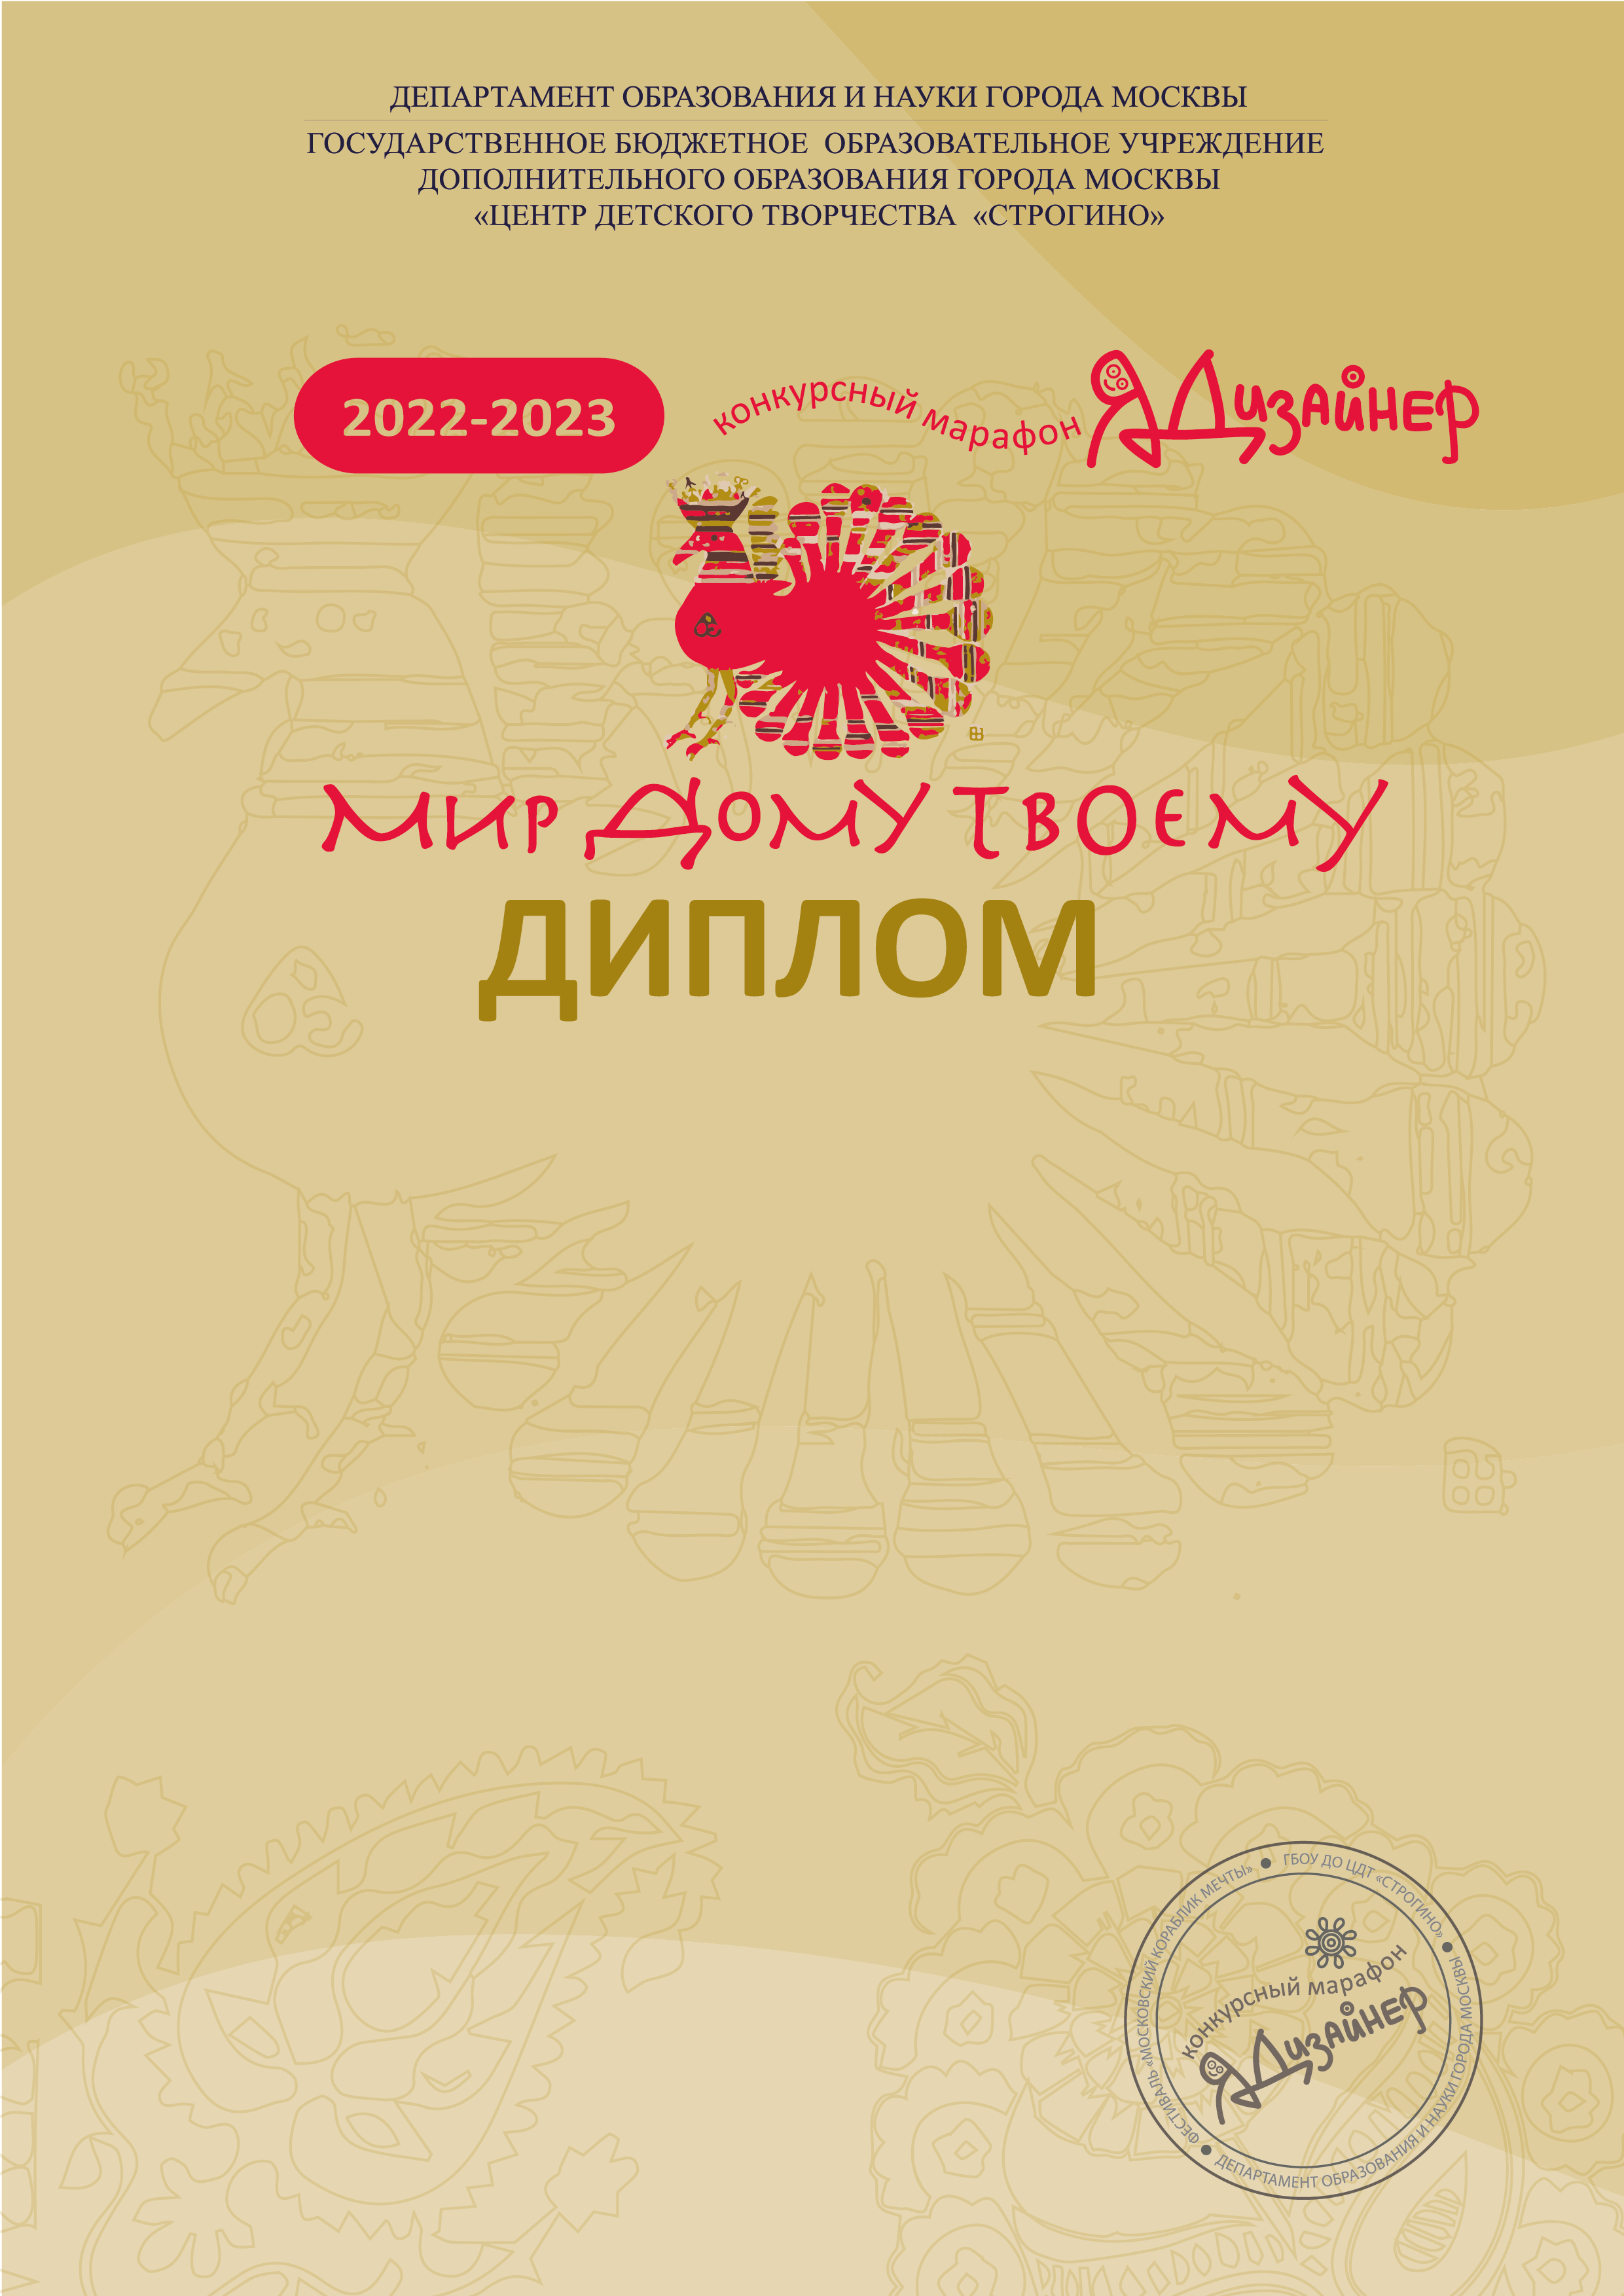 ДЕПАРТАМЕНТ ОБРАЗОВАНИЯ И НАУКИ ГОРОДА МОСКВЫ
ГОСУДАРСТВЕННОЕ БЮДЖЕТНОЕ ОБРАЗОВАТЕЛЬНОЕ УЧРЕЖДЕНИЕ
ДОПОЛНИТЕЛЬНОГО ОБРАЗОВАНИЯ ГОРОДА МОСКВЫ
«ЦЕНТР ДЕТСКОГО ТВОРЧЕСТВА «СТРОГИНО»
2022-2023
конкурсный марафон
Я Дизайнер
Мир Дому Твоему
ДИПЛОМ
ФЕСТИВАЛЬ «МОСКОВСКИЙ КОРАБЛИК МЕЧТЫ» ● ГБОУ ДО ЦДТ «СТРОГИНО» ● ДЕПАРТАМЕНТ ОБРАЗОВАНИЯ И НАУКИ ГОРОДА МОСКВЫ ●
конкурсный марафон
Я Дизайнер